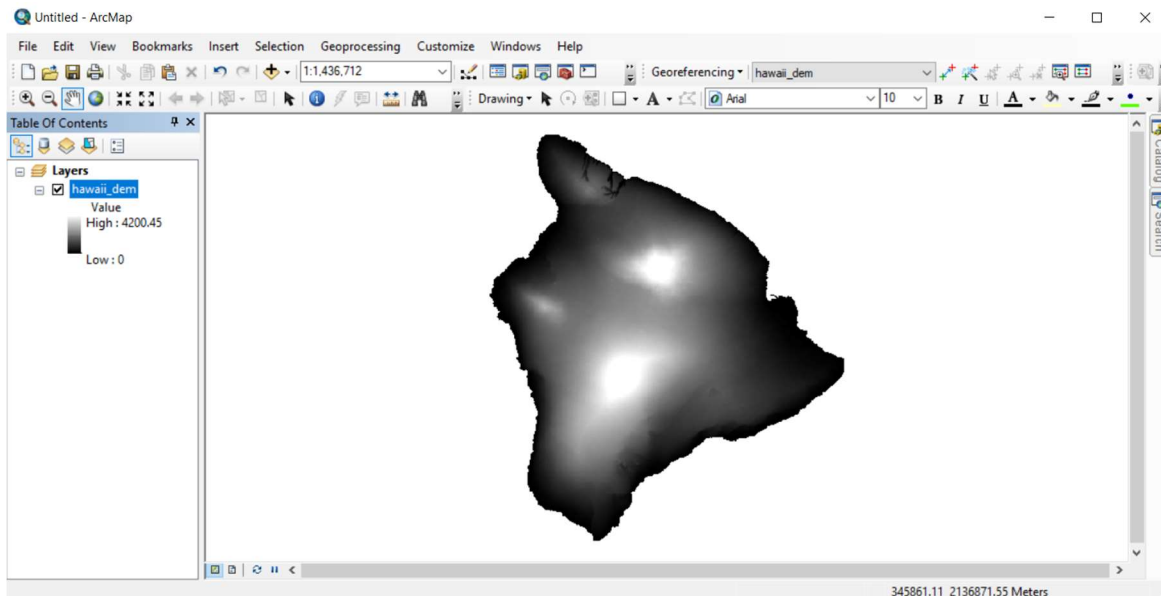 Untitled - ArcMap
File Edit View Bookmarks Insert Selection Geoprocessing Customize Windows Help
1:1,436,712 Georeferencing hawaii_dem
Drawing A Arial 10 B I U A
Table Of Contents
Layers
hawaii_dem
Value
High : 4200.45
Low : 0
Catalog
Search
345861.11 2136871.55 Meters